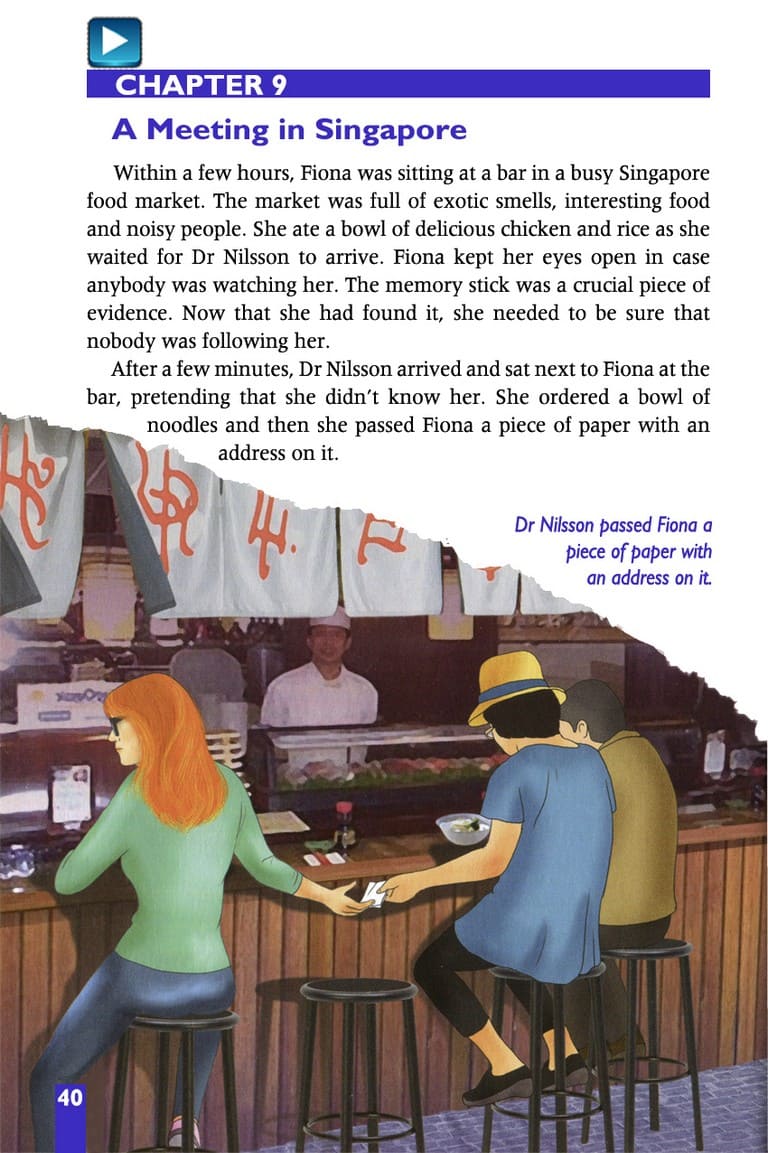 CHAPTER 9
A Meeting in Singapore
Within a few hours, Fiona was sitting at a bar in a busy Singapore
food market. The market was full of exotic smells, interesting food
and noisy people. She ate a bowl of delicious chicken and rice as she
waited for Dr Nilsson to arrive. Fiona kept her eyes open in case
anybody was watching her. The memory stick was a crucial piece of
evidence. Now that she had found it, she needed to be sure that
nobody was following her.
After a few minutes, Dr Nilsson arrived and sat next to Fiona at the
bar, pretending that she didn’t know her. She ordered a bowl of
noodles and then she passed Fiona a piece of paper with an
address on it.
Dr Nilsson passed Fiona a
piece of paper with
an address on it.
40